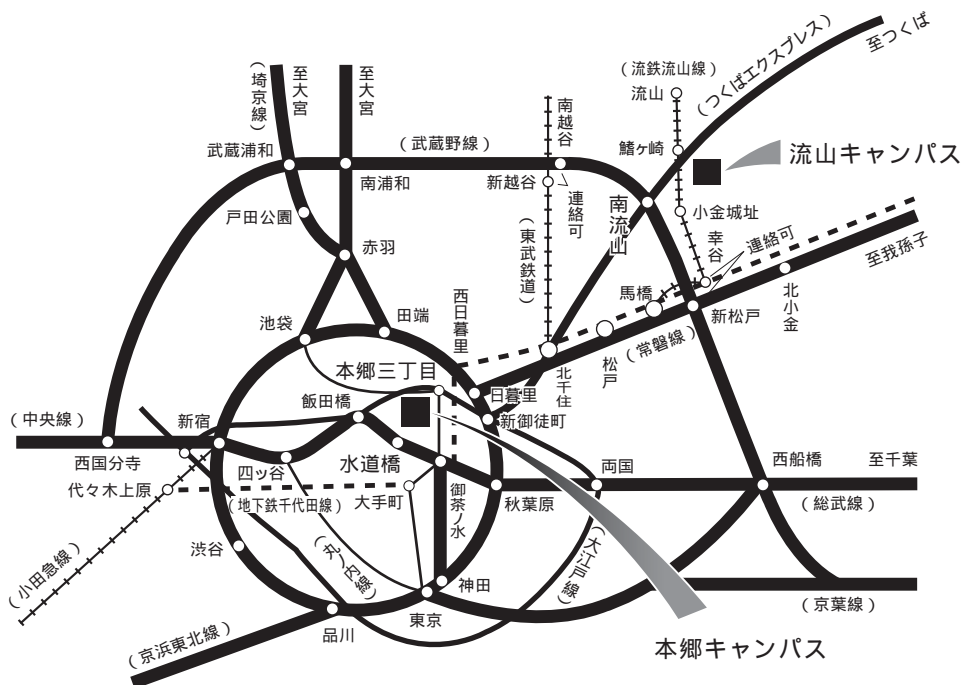 至つくば
(つくばエクスプレス)
(流鉄流山線)
流山
鰭ヶ崎
流山キャンパス
小金城址
幸谷
連絡可
至我孫子
(埼京線)
至大宮
至大宮
武蔵浦和
(武蔵野線)
南浦和
戸田公園
赤羽
南越谷
新越谷
連絡可
(東武鉄道)
南流山
馬橋
新松戸
北小金
(常磐線)
松戸
北千住
西日暮里
池袋
田端
本郷三丁目
日暮里
飯田橋
新御徒町
(中央線)
新宿
西国分寺
四ッ谷
水道橋
両国
西船橋
至千葉
代々木上原
(地下鉄千代田線)
大手町
御茶ノ水
秋葉原
(総武線)
渋谷
(丸ノ内線)
(大江戸線)
(小田急線)
神田
東京
(京葉線)
品川
(京浜東北線)
本郷キャンパス